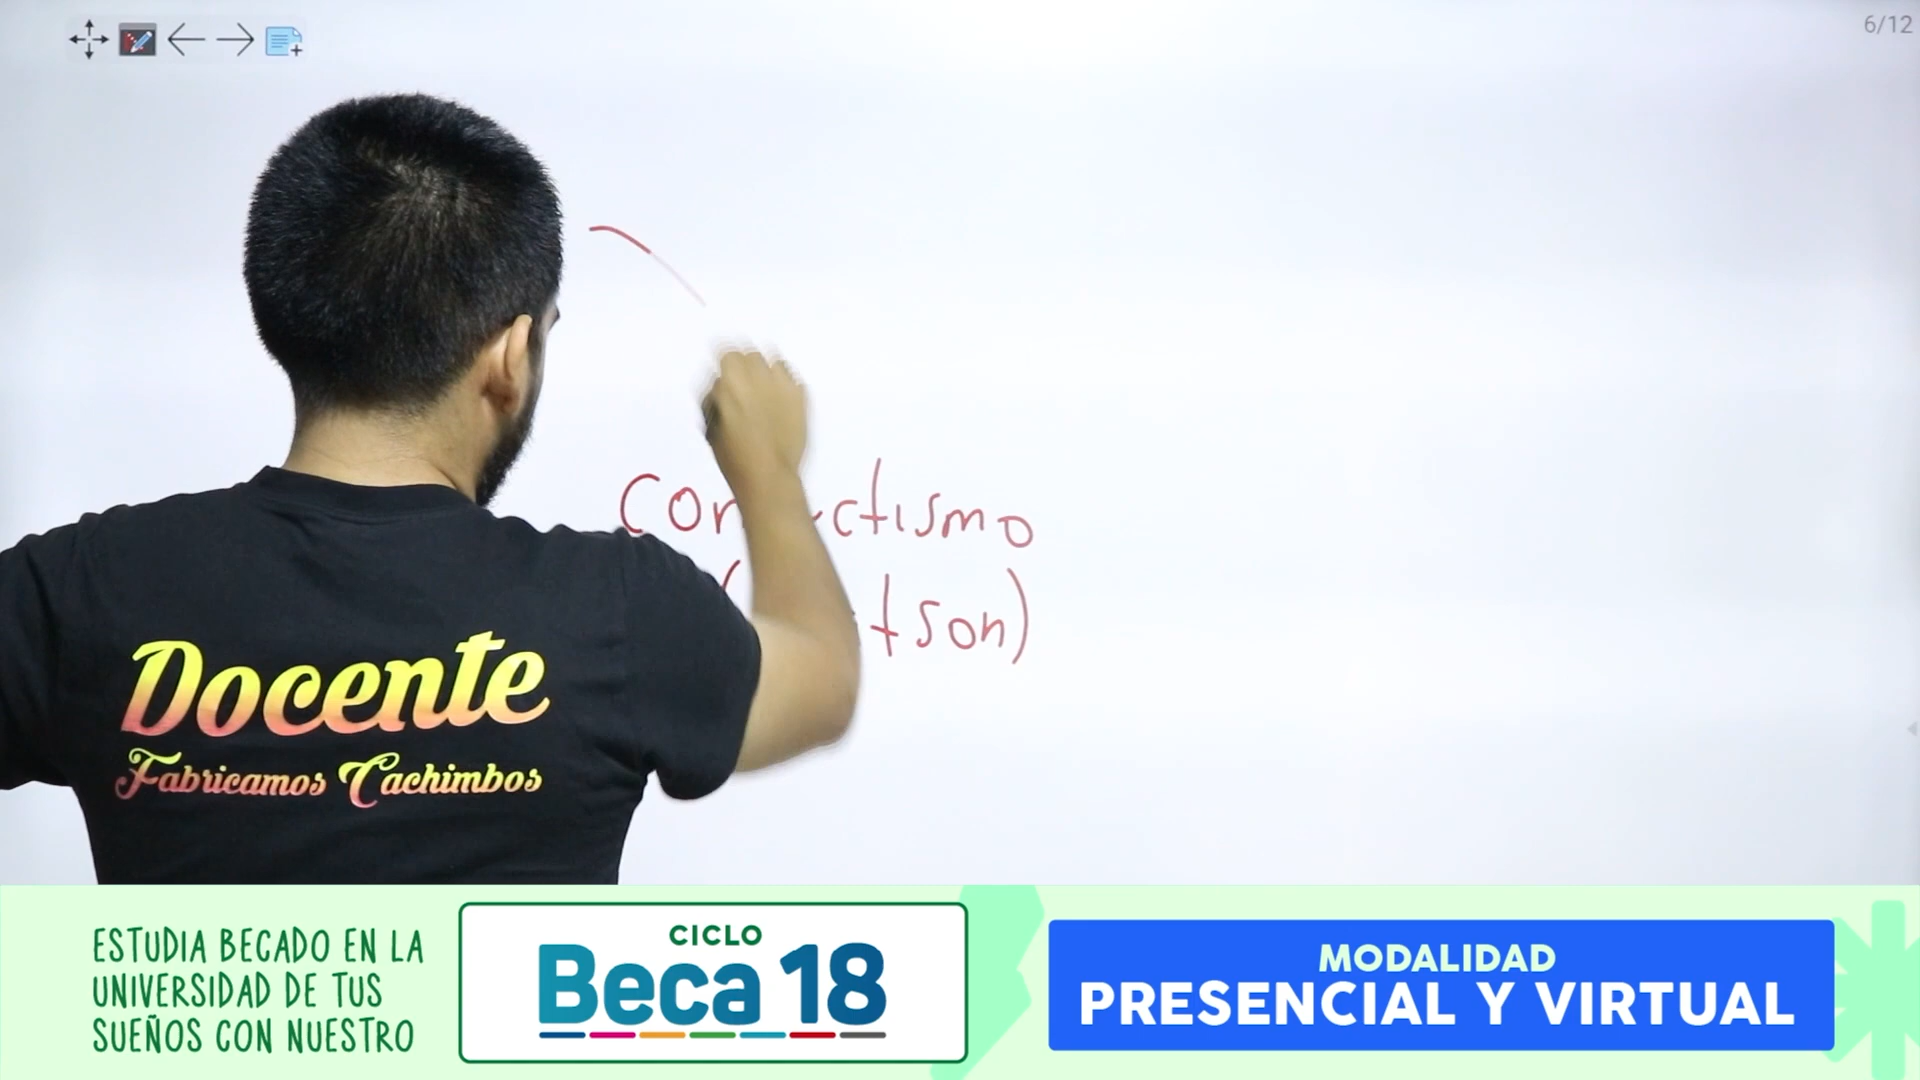 6/12
ctismo
tson)
Docente
Fabricamos Cachimbos
ESTUDIA BECADO EN LA
UNIVERSIDAD DE TUS
SUEÑOS CON NUESTRO
CICLO
Beca 18
MODALIDAD
PRESENCIAL Y VIRTUAL